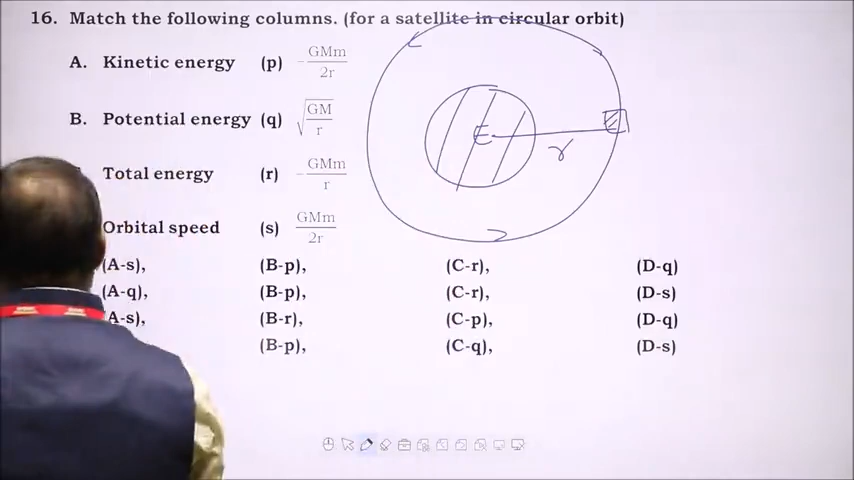 16. Match the following columns. (for a satellite in circular orbit)
A. Kinetic energy (p) -GMm/2r
B. Potential energy (q) √(GM/r)
Total energy (r) -GMm/r
Orbital speed (s) GMm/2r
E
r
(A-s), (B-p), (C-r), (D-q)
(A-q), (B-p), (C-r), (D-s)
(A-s), (B-r), (C-p), (D-q)
(B-p), (C-q), (D-s)